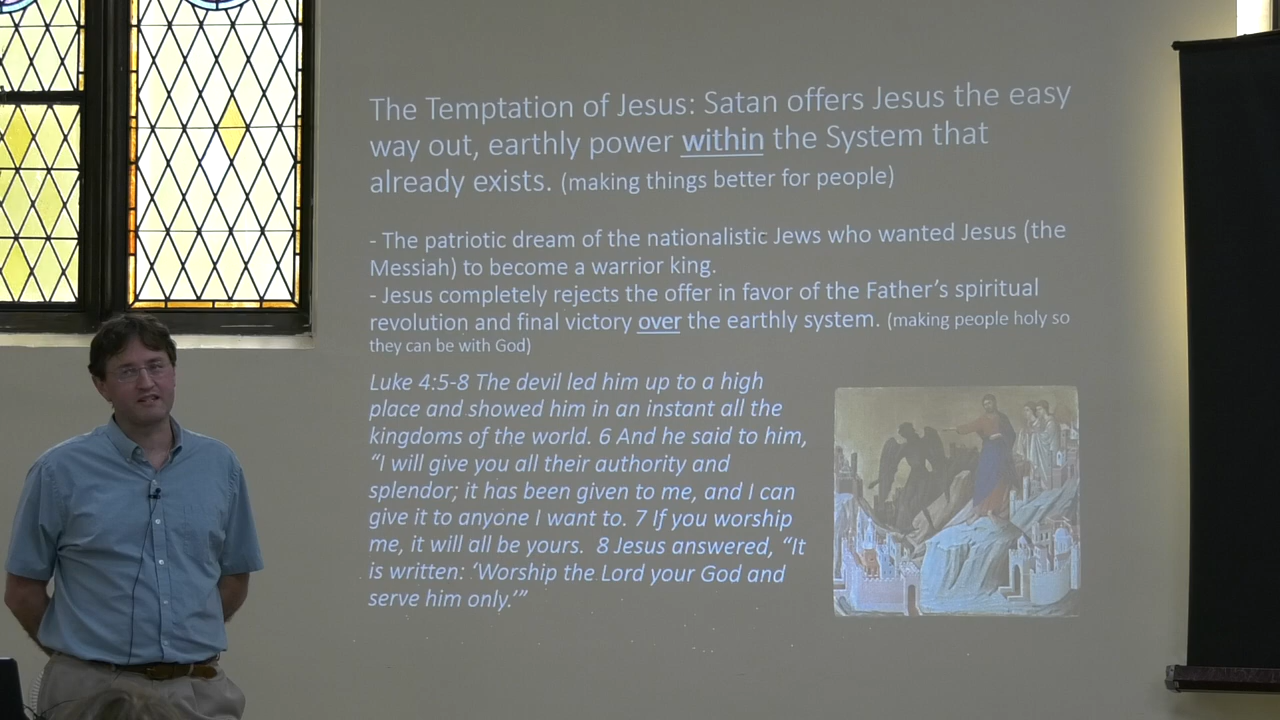 The Temptation of Jesus: Satan offers Jesus the easy
way out, earthly power within the System that
already exists. (making things better for people)
- The patriotic dream of the nationalistic Jews who wanted Jesus (the
Messiah) to become a warrior king.
- Jesus completely rejects the offer in favor of the Father’s spiritual
revolution and final victory over the earthly system. (making people holy so
they can be with God)
Luke 4:5-8 The devil led him up to a high
place and showed him in an instant all the
kingdoms of the world. 6 And he said to him,
“I will give you all their authority and
splendor; it has been given to me, and I can
give it to anyone I want to. 7 If you worship
me, it will all be yours.  8 Jesus answered, “It
is written: ‘Worship the Lord your God and
serve him only.’”